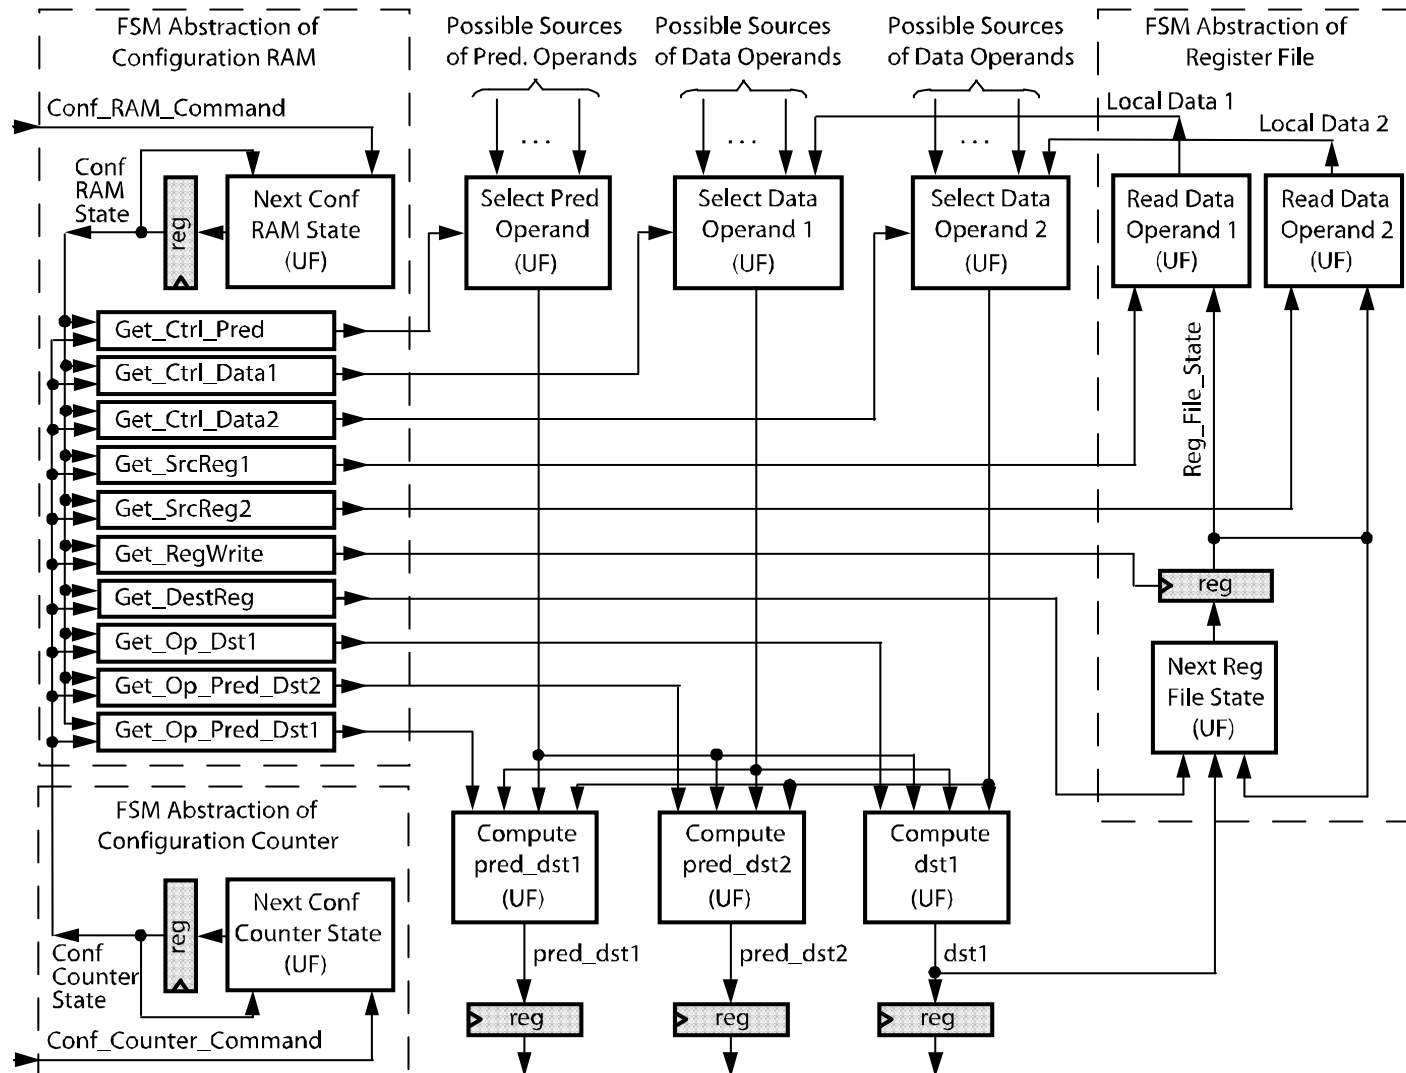 FSM Abstraction of
Configuration RAM
Possible Sources
of Pred. Operands
Possible Sources
of Data Operands
Possible Sources
of Data Operands
FSM Abstraction of
Register File
Conf_RAM_Command
Local Data 1
Local Data 2
...
...
...
Conf
RAM
State
reg
Next Conf
RAM State
(UF)
Select Pred
Operand
(UF)
Select Data
Operand 1
(UF)
Select Data
Operand 2
(UF)
Read Data
Operand 1
(UF)
Read Data
Operand 2
(UF)
Get_Ctrl_Pred
Get_Ctrl_Data1
Get_Ctrl_Data2
Get_SrcReg1
Get_SrcReg2
Get_RegWrite
Get_DestReg
Get_Op_Dst1
Get_Op_Pred_Dst2
Get_Op_Pred_Dst1
Reg_File_State
reg
Next Reg
File State
(UF)
FSM Abstraction of
Configuration Counter
Conf
Counter
State
reg
Next Conf
Counter State
(UF)
Conf_Counter_Command
Compute
pred_dst1
(UF)
Compute
pred_dst2
(UF)
Compute
dst1
(UF)
pred_dst1
pred_dst2
dst1
reg
reg
reg